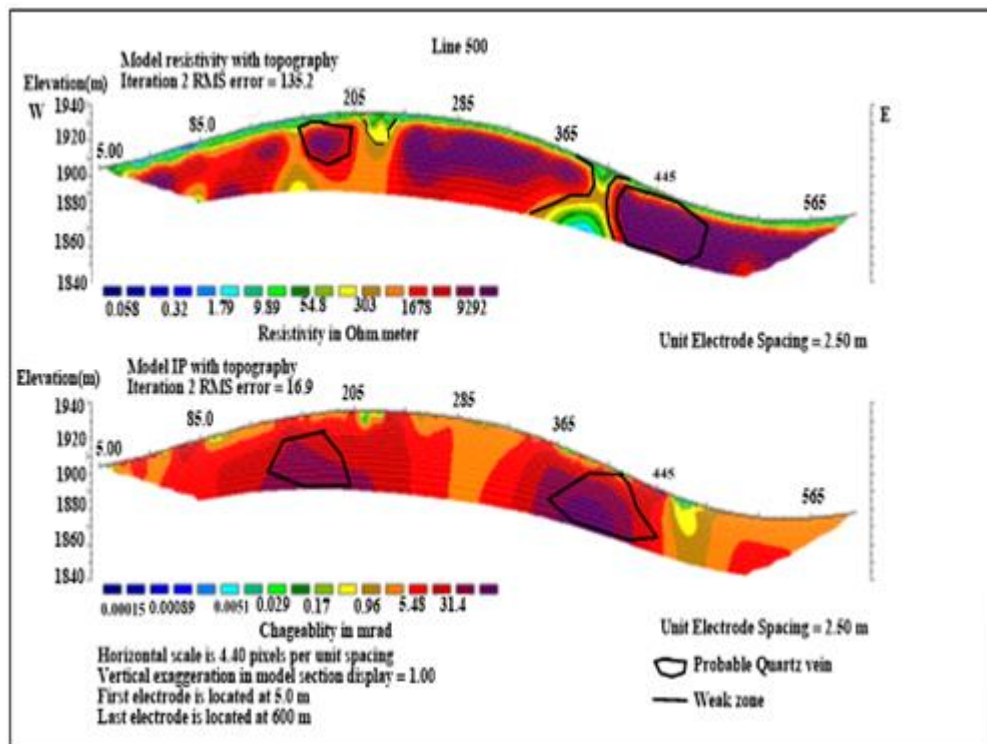 Line 500
Model resistivity with topography
Iteration 2 RMS error = 135.2
Elevation(m)
W
E
1940
1920
1900
1880
1860
1840
5.00
85.0
205
285
365
445
565
0.058 0.32 1.79 9.89 54.8 303 1678 9292
Resistivity in Ohm.meter
Unit Electrode Spacing = 2.50 m
Model IP with topography
Iteration 2 RMS error = 16.9
Elevation(m)
1940
1920
1900
1880
1860
1840
5.00
85.0
205
285
365
445
565
0.00015 0.00089 0.0051 0.029 0.17 0.96 5.48 31.4
Chageablity in mrad
Unit Electrode Spacing = 2.50 m
Horizontal scale is 4.40 pixels per unit spacing
Vertical exaggeration in model section display = 1.00
First electrode is located at 5.0 m
Last electrode is located at 600 m
Probable Quartz vein
Weak zone